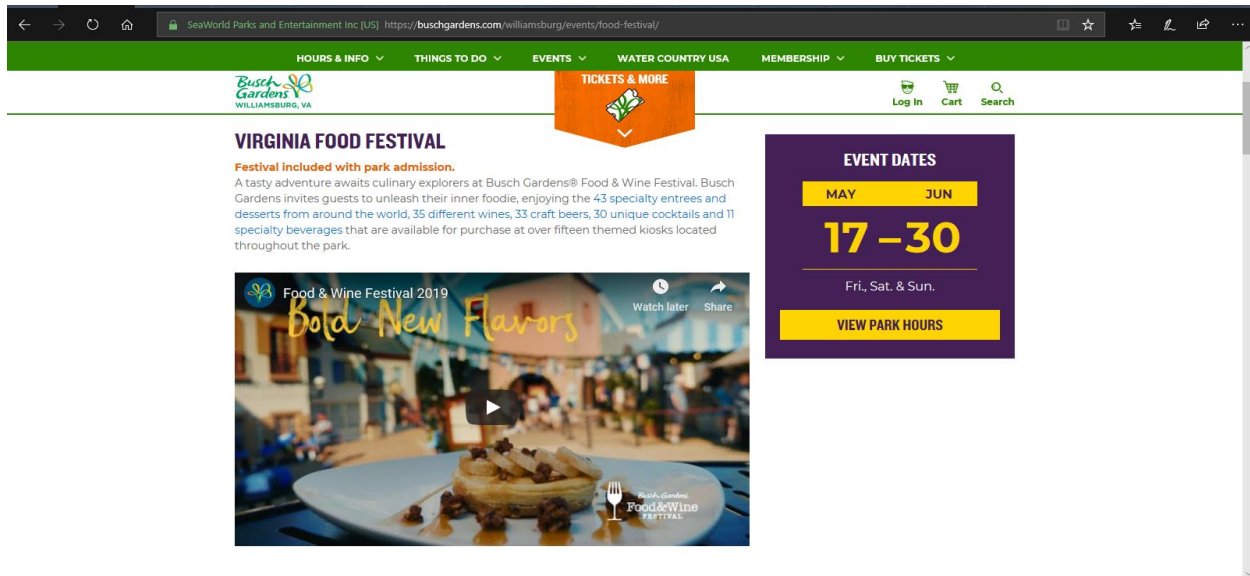 SeaWorld Parks and Entertainment Inc [US] https://buschgardens.com/williamsburg/events/food-festival/
HOURS & INFO THINGS TO DO EVENTS WATER COUNTRY USA MEMBERSHIP BUY TICKETS
Busch
Gardens
WILLIAMSBURG, VA
TICKETS & MORE
Log In Cart Search
VIRGINIA FOOD FESTIVAL
Festival included with park admission.
A tasty adventure awaits culinary explorers at Busch Gardens® Food & Wine Festival. Busch
Gardens invites guests to unleash their inner foodie, enjoying the 43 specialty entrees and
desserts from around the world, 35 different wines, 33 craft beers, 30 unique cocktails and 11
specialty beverages that are available for purchase at over fifteen themed kiosks located
throughout the park.
Food & Wine Festival 2019
Watch later Share
Bold New Flavors
Busch Gardens
Food&Wine
FESTIVAL
EVENT DATES
MAY JUN
17 – 30
Fri., Sat. & Sun.
VIEW PARK HOURS